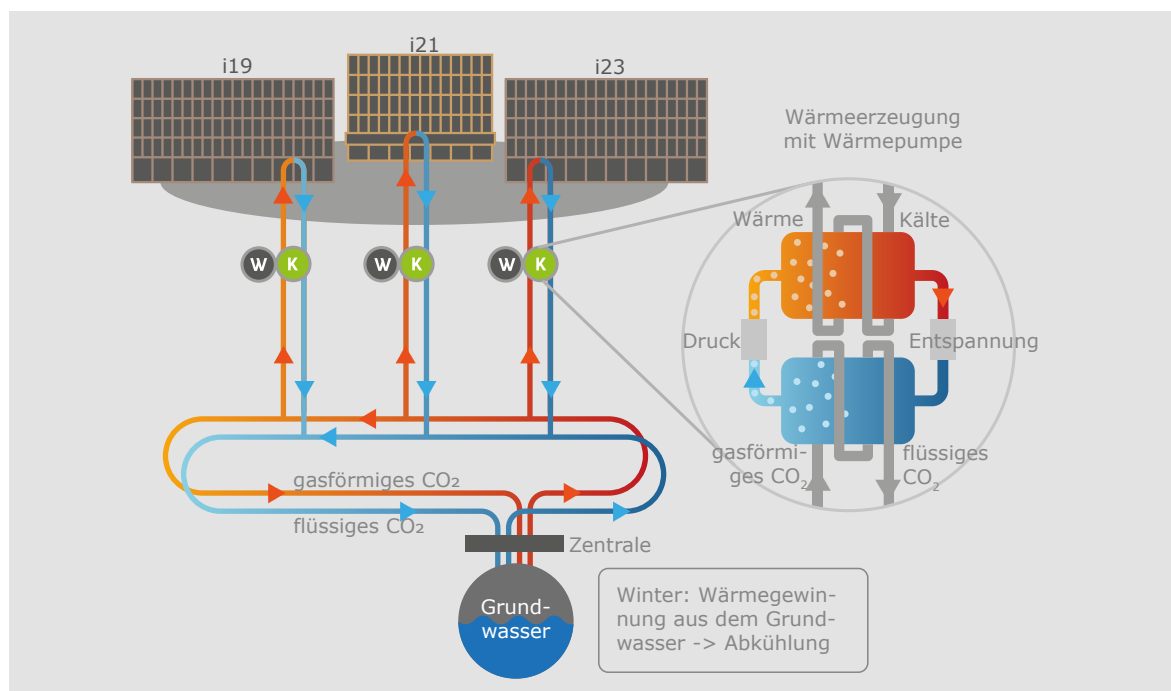 i19
i21
i23
Wärmeerzeugung
mit Wärmepumpe
W K
W K
W K
Wärme
Kälte
Druck
Entspannung
gasförmi-
ges CO₂
flüssiges
CO₂
gasförmiges CO₂
flüssiges CO₂
Zentrale
Grund-
wasser
Winter: Wärmegewin-
nung aus dem Grund-
wasser -> Abkühlung